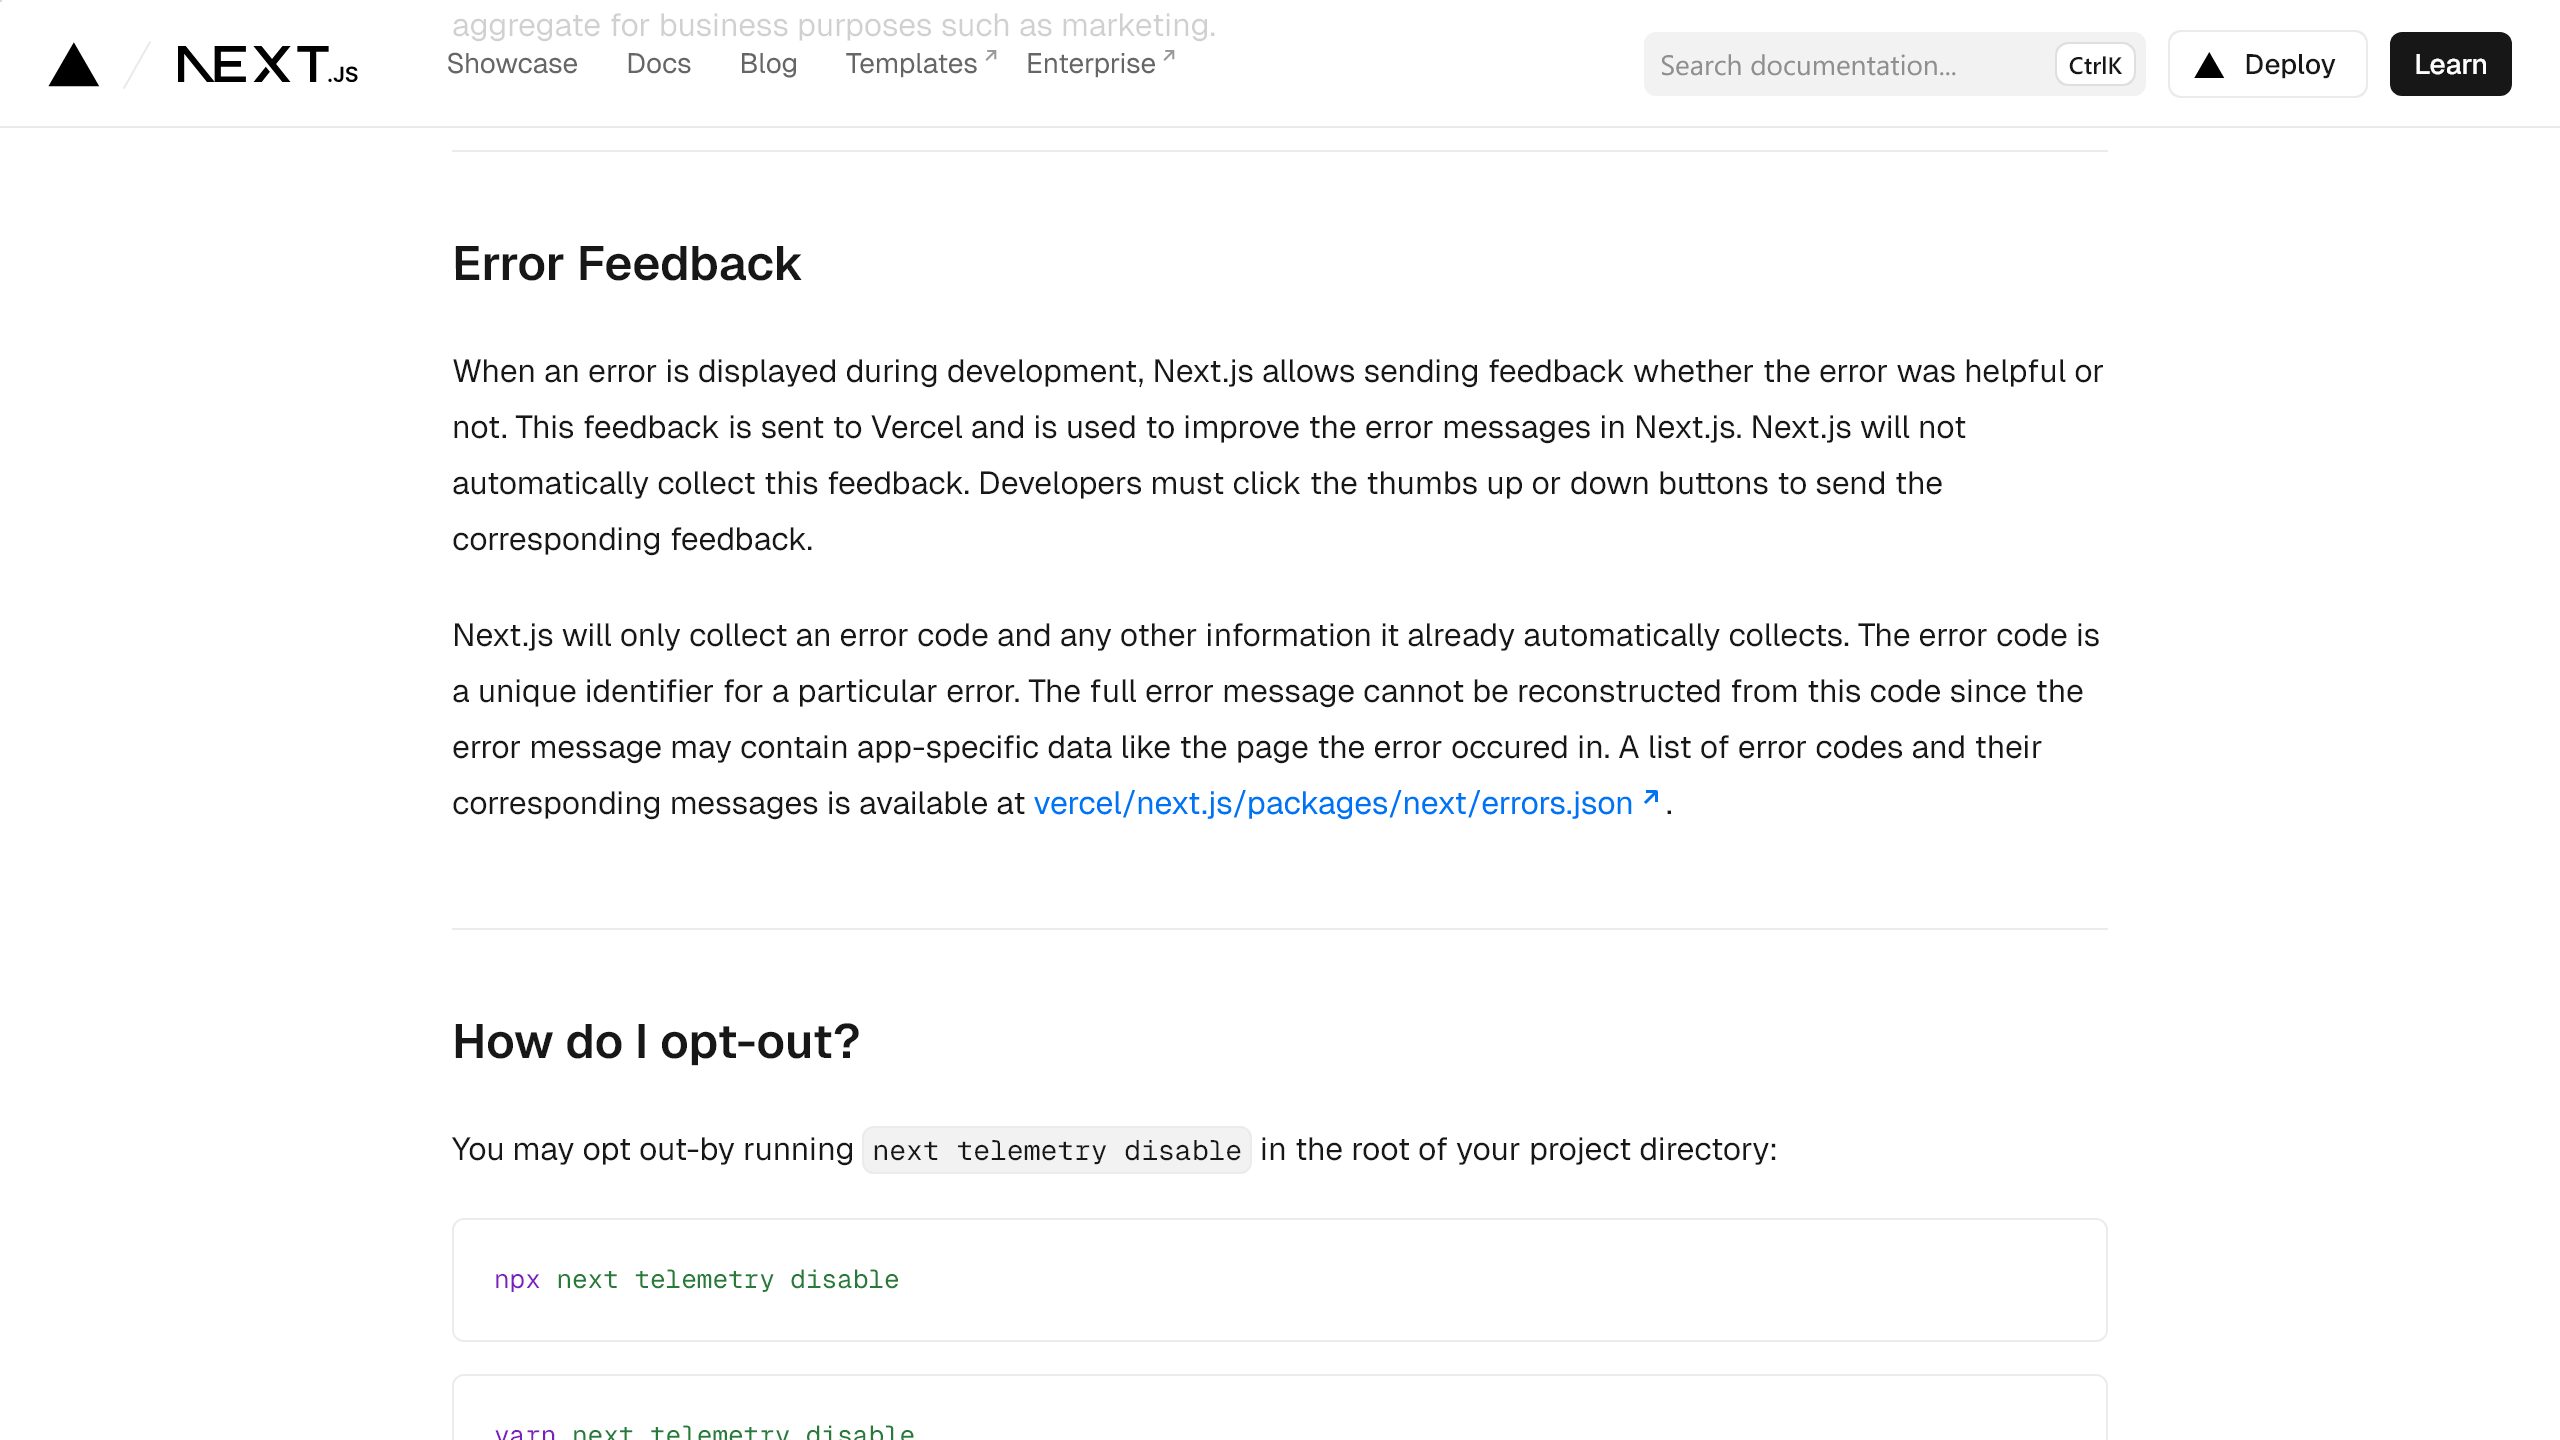 aggregate for business purposes such as marketing.
NEXT.JS
Showcase
Docs
Blog
Templates
Enterprise
Search documentation...
CtrlK
Deploy
Learn
Error Feedback
When an error is displayed during development, Next.js allows sending feedback whether the error was helpful or
not. This feedback is sent to Vercel and is used to improve the error messages in Next.js. Next.js will not
automatically collect this feedback. Developers must click the thumbs up or down buttons to send the
corresponding feedback.
Next.js will only collect an error code and any other information it already automatically collects. The error code is
a unique identifier for a particular error. The full error message cannot be reconstructed from this code since the
error message may contain app-specific data like the page the error occured in. A list of error codes and their
corresponding messages is available at vercel/next.js/packages/next/errors.json ↗.
How do I opt-out?
You may opt out-by running next telemetry disable in the root of your project directory:
npx next telemetry disable
yarn next telemetry disable